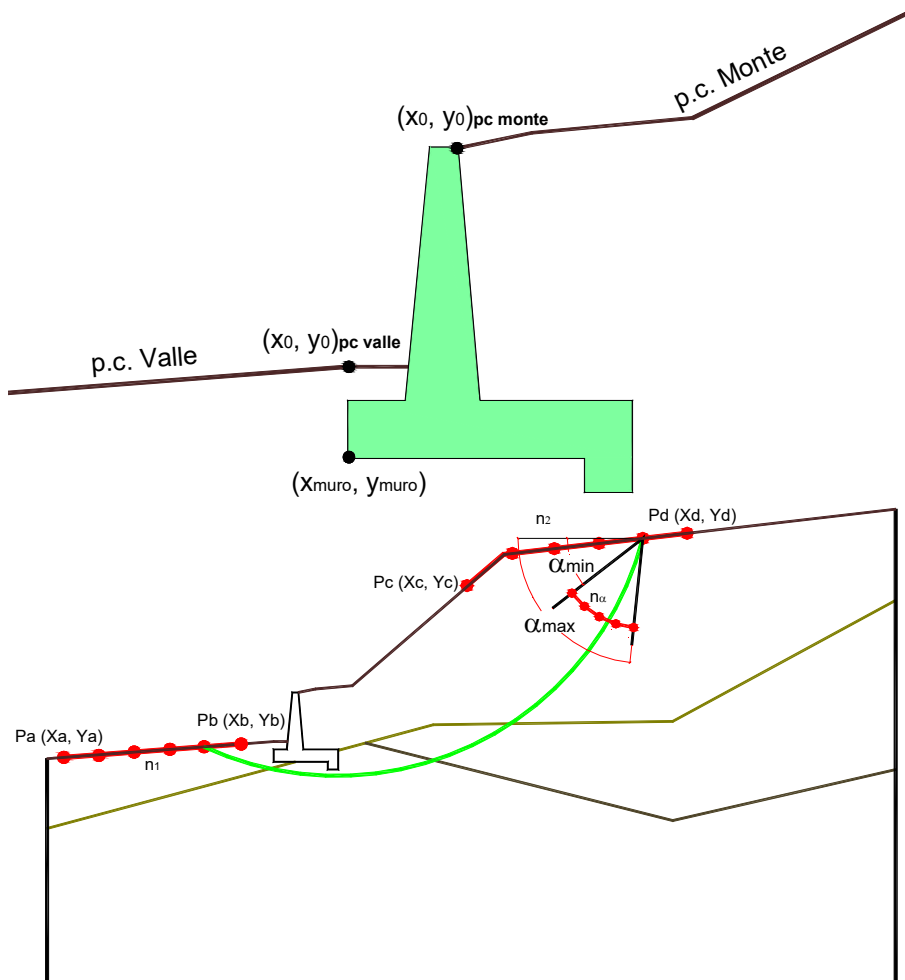 p.c. Monte
(x0, y0)pc monte
(x0, y0)pc valle
p.c. Valle
(xmuro, ymuro)
n2
Pd (Xd, Yd)
αmin
Pc (Xc, Yc)
nα
αmax
Pb (Xb, Yb)
Pa (Xa, Ya)
n1